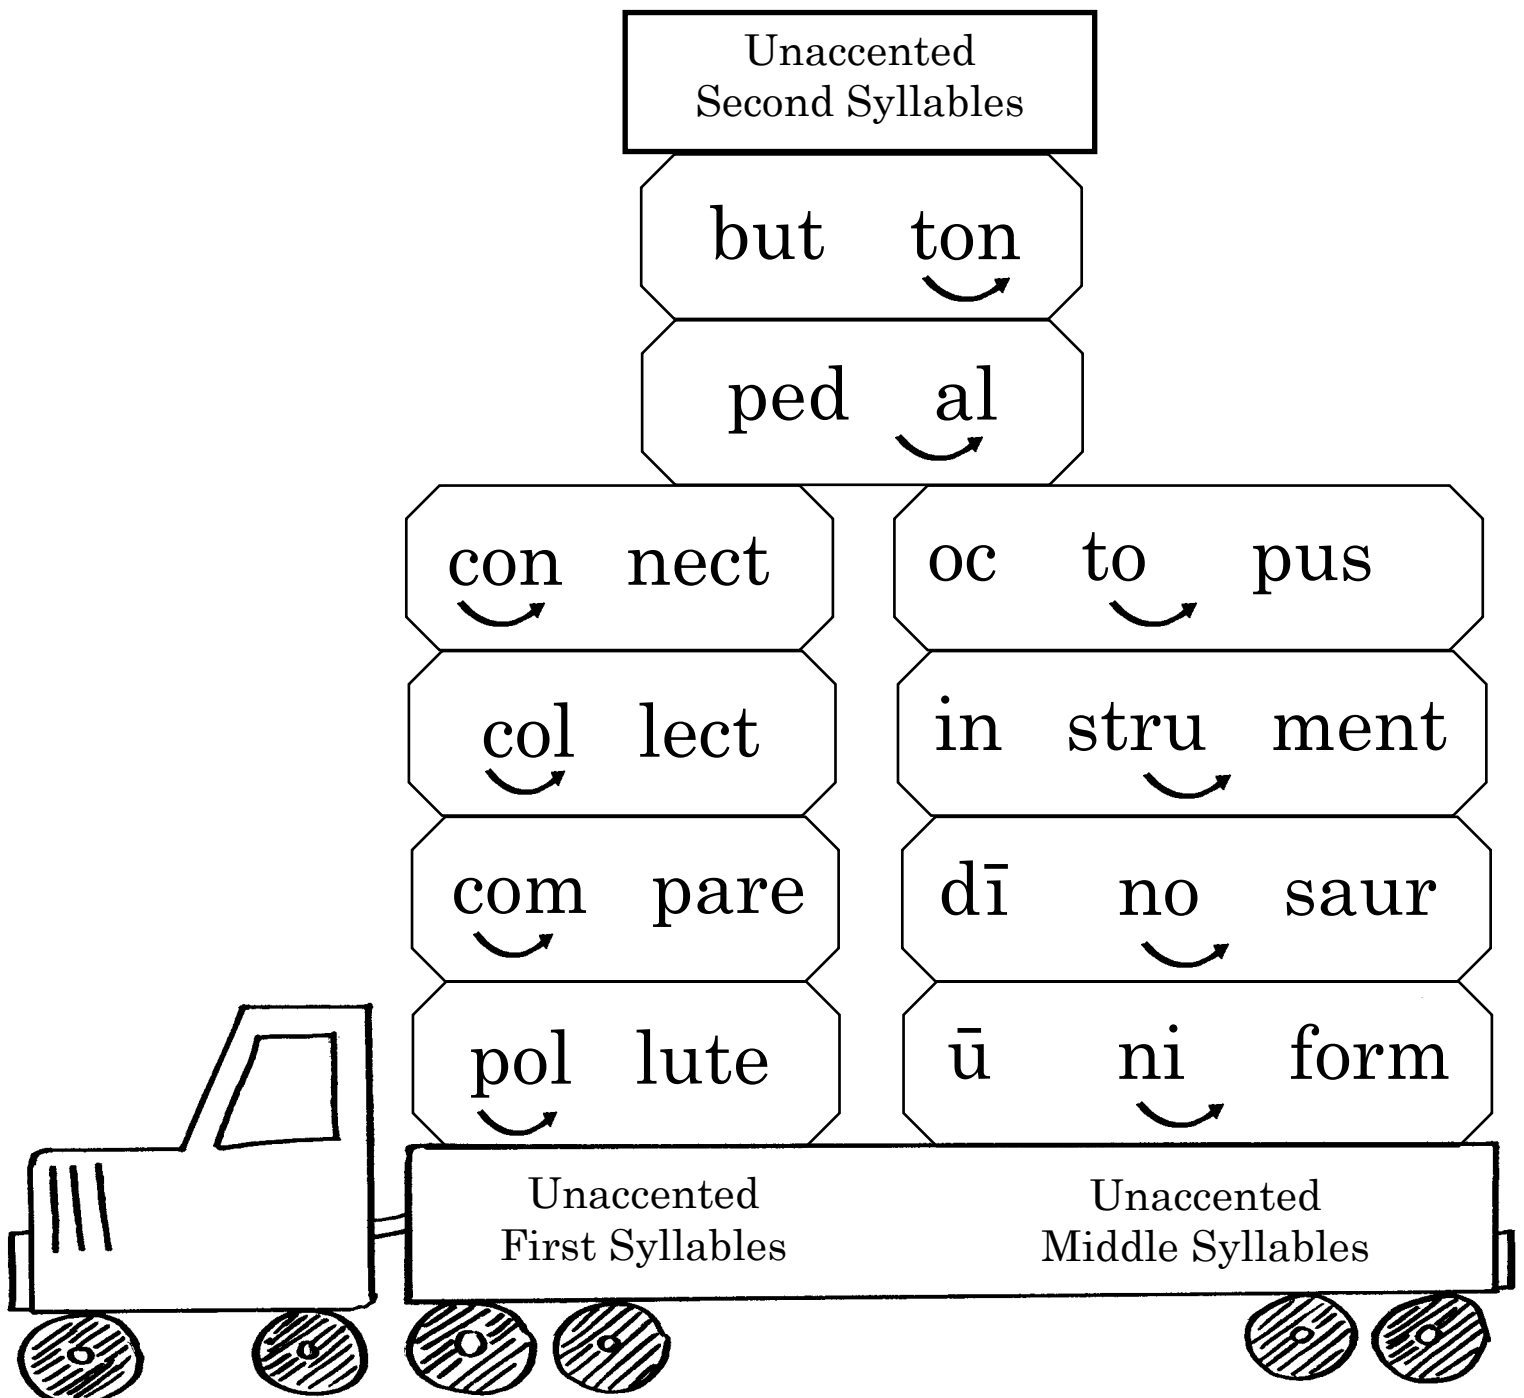 Unaccented
Second Syllables
but ton
ped al
con nect
col lect
com pare
pol lute
oc to pus
in stru ment
dī no saur
ū ni form
Unaccented
First Syllables
Unaccented
Middle Syllables